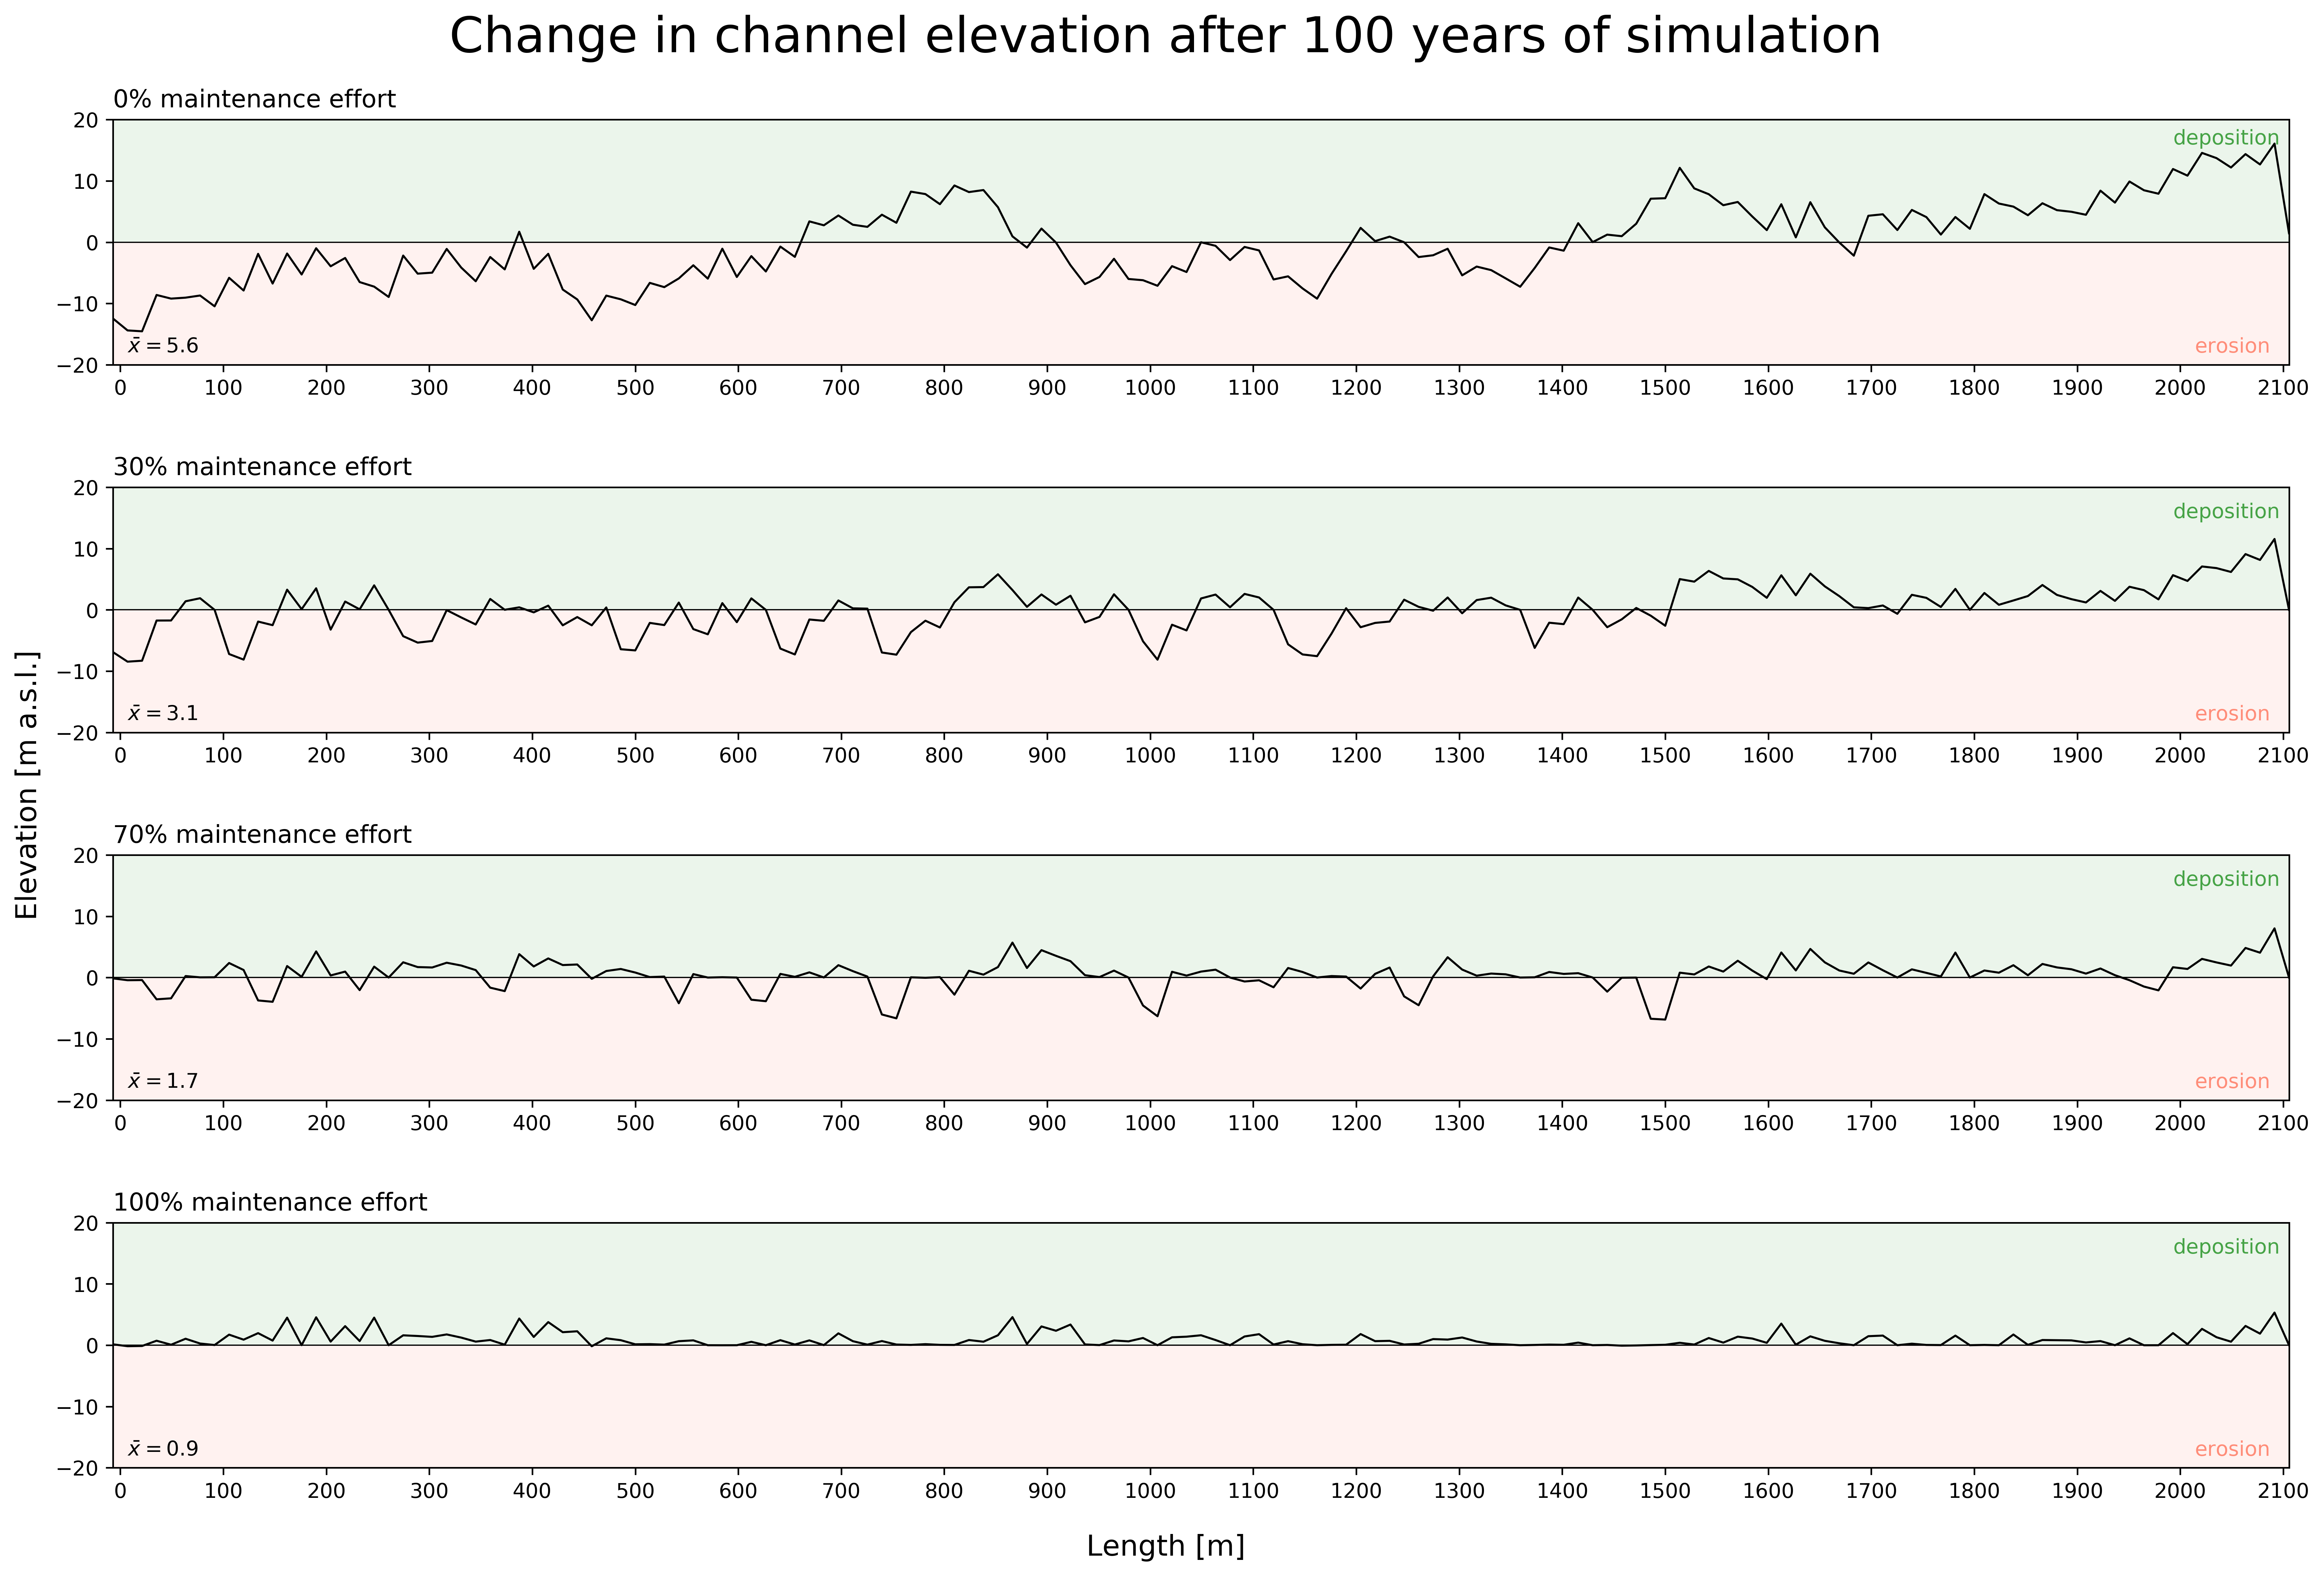 Change in channel elevation after 100 years of simulation
0% maintenance effort
20
deposition
10
0
−10
x̄ = 5.6
erosion
−20
0 100 200 300 400 500 600 700 800 900 1000 1100 1200 1300 1400 1500 1600 1700 1800 1900 2000 2100
30% maintenance effort
20
deposition
10
0
−10
x̄ = 3.1
erosion
−20
0 100 200 300 400 500 600 700 800 900 1000 1100 1200 1300 1400 1500 1600 1700 1800 1900 2000 2100
Elevation [m a.s.l.]
70% maintenance effort
20
deposition
10
0
−10
x̄ = 1.7
erosion
−20
0 100 200 300 400 500 600 700 800 900 1000 1100 1200 1300 1400 1500 1600 1700 1800 1900 2000 2100
100% maintenance effort
20
deposition
10
0
−10
x̄ = 0.9
erosion
−20
0 100 200 300 400 500 600 700 800 900 1000 1100 1200 1300 1400 1500 1600 1700 1800 1900 2000 2100
Length [m]